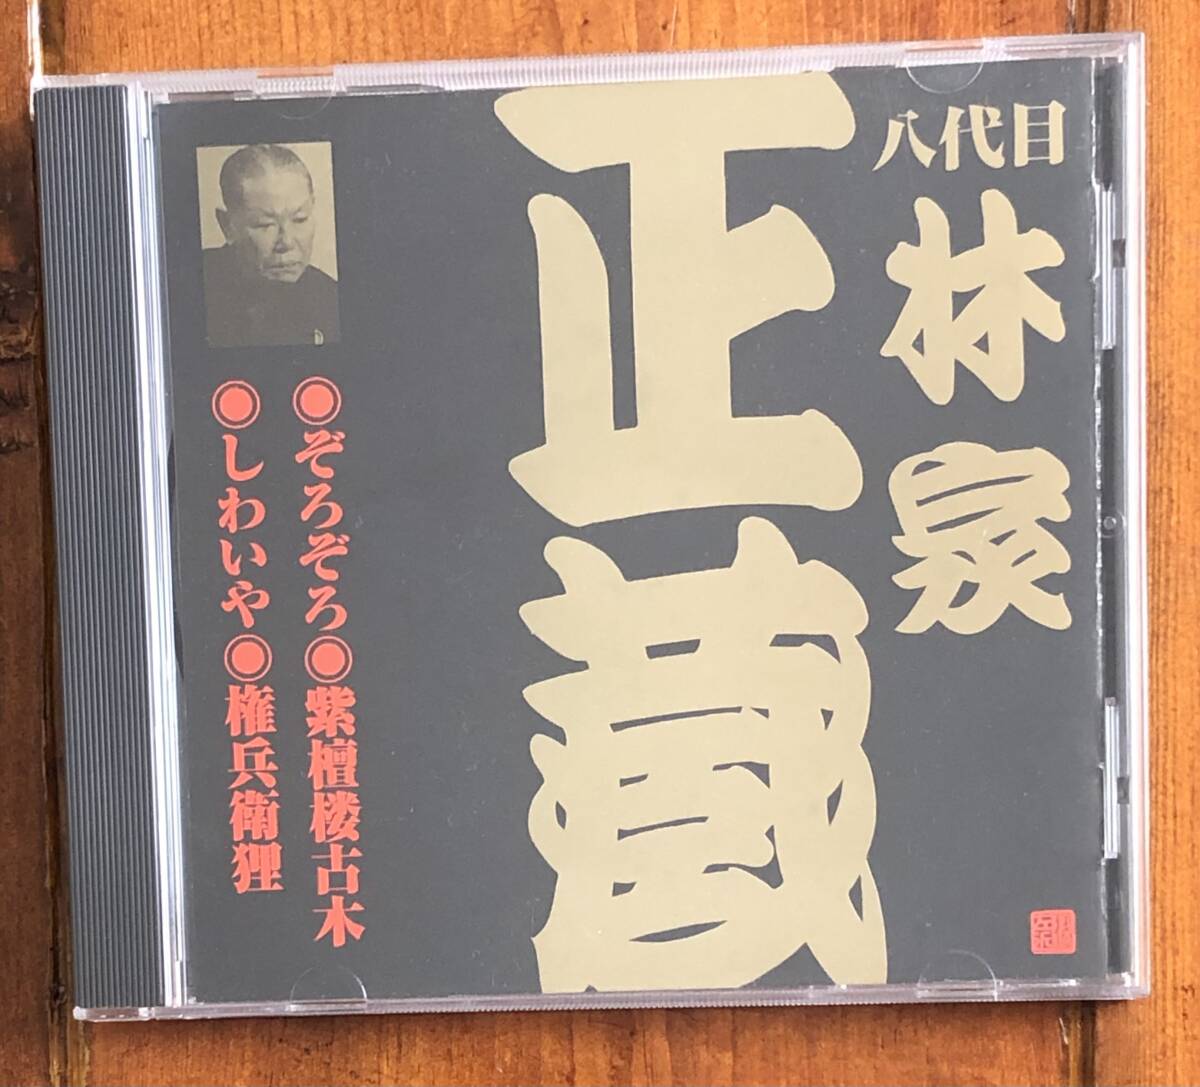 八代目
林家
正蔵
◉ぞろぞろ◉紫檀楼古木
◉しわいや◉権兵衛狸